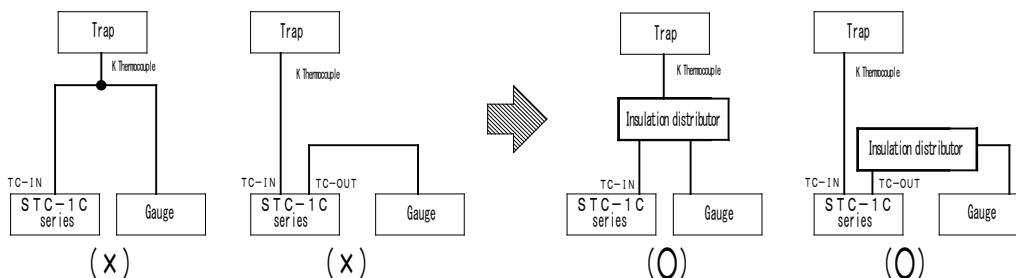 Trap
K Thermocouple
TC-IN
STC-1C
series
Gauge
(×)
Trap
K Thermocouple
TC-IN
TC-OUT
STC-1C
series
Gauge
(×)
Trap
K Thermocouple
Insulation distributor
TC-IN
STC-1C
series
Gauge
(O)
Trap
K Thermocouple
Insulation distributor
TC-IN
TC-OUT
STC-1C
series
Gauge
(O)